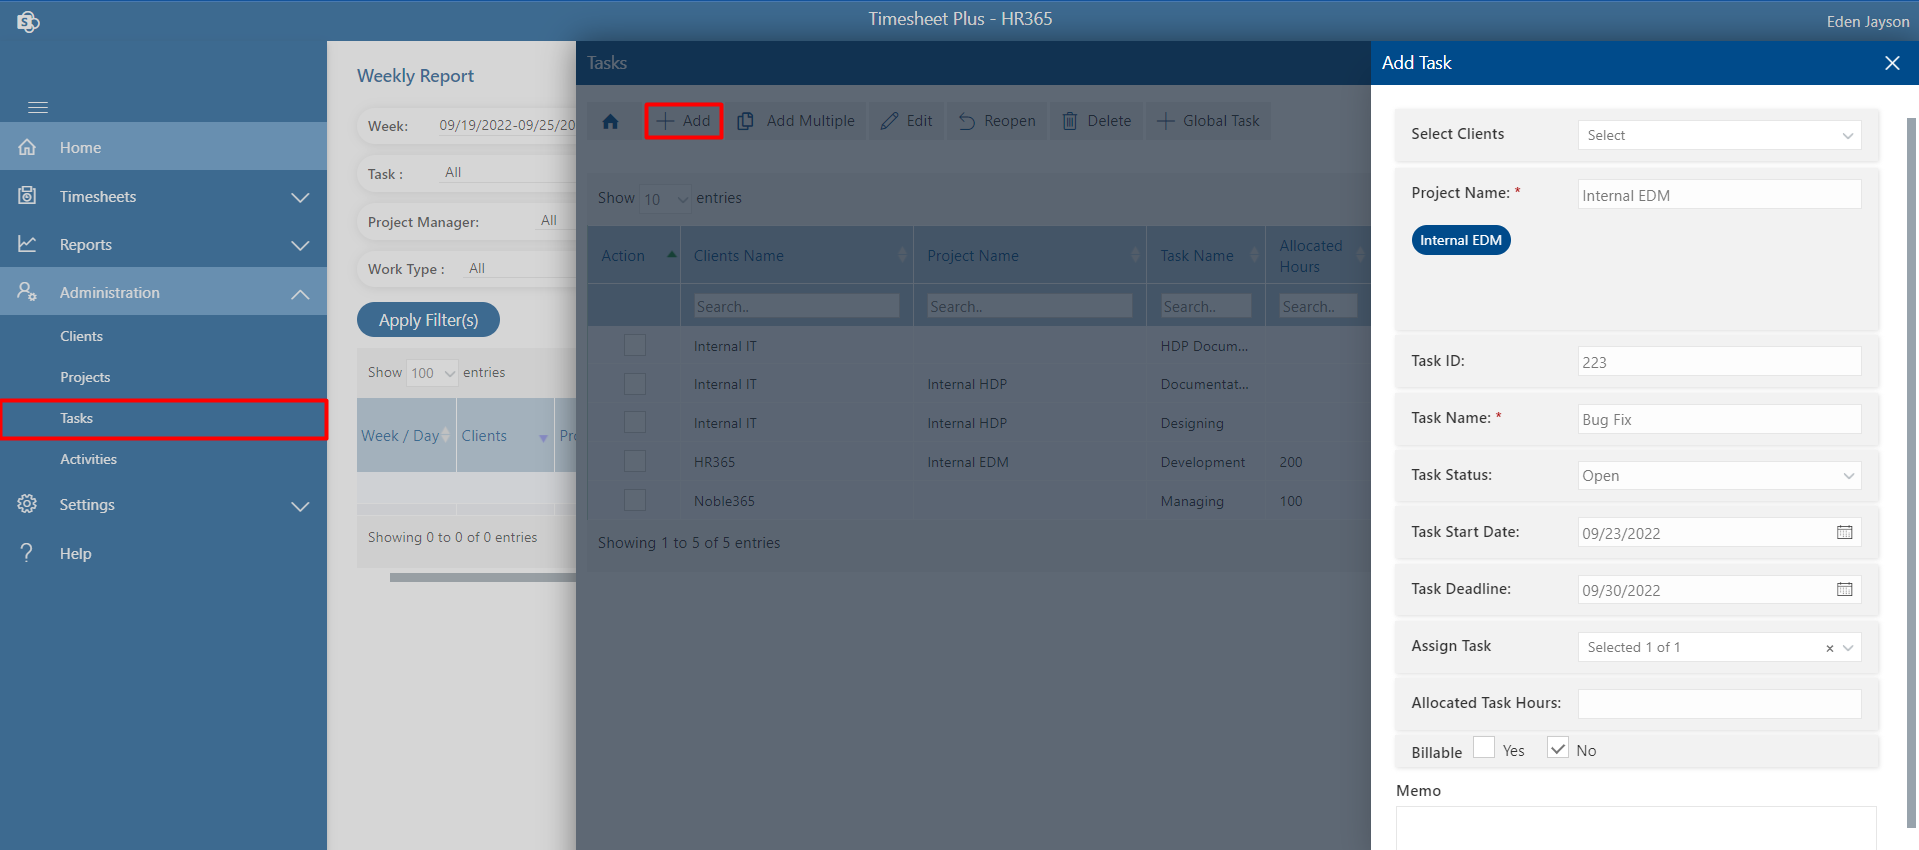 Timesheet Plus - HR365
Eden Jayson
Home
Timesheets
Reports
Administration
Clients
Projects
Tasks
Activities
Settings
Help
Weekly Report
Week: 09/19/2022-09/25/20
Task : All
Project Manager: All
Work Type : All
Apply Filter(s)
Show 100 entries
Week / Day Clients Pro
Showing 0 to 0 of 0 entries
Tasks
Add Add Multiple Edit Reopen Delete Global Task
Show 10 entries
Action Clients Name Project Name Task Name Allocated Hours
Search.. Search.. Search.. Search..
Internal IT HDP Docum...
Internal IT Internal HDP Documentat...
Internal IT Internal HDP Designing
HR365 Internal EDM Development 200
Noble365 Managing 100
Showing 1 to 5 of 5 entries
Add Task
Select Clients Select
Project Name: * Internal EDM
Internal EDM
Task ID: 223
Task Name: * Bug Fix
Task Status: Open
Task Start Date: 09/23/2022
Task Deadline: 09/30/2022
Assign Task Selected 1 of 1 ×
Allocated Task Hours:
Billable Yes No
Memo